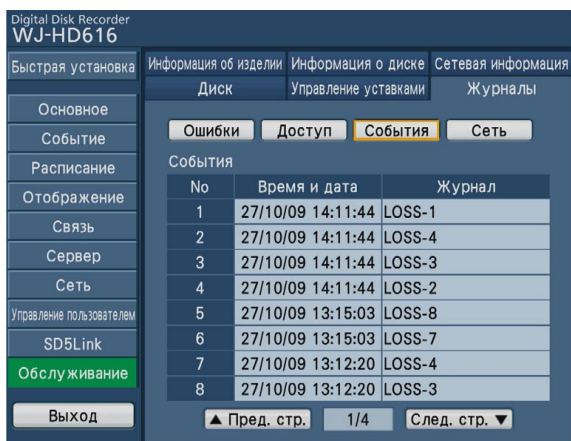 Digital Disk Recorder
WJ-HD616
Быстрая установка
Основное
Событие
Расписание
Отображение
Связь
Сервер
Сеть
Управление пользователем
SD5Link
Обслуживание
Выход
Информация об изделии Информация о диске Сетевая информация
Диск Управление уставками Журналы
Ошибки Доступ События Сеть
События
No Время и дата Журнал
1 27/10/09 14:11:44 LOSS-1
2 27/10/09 14:11:44 LOSS-4
3 27/10/09 14:11:44 LOSS-3
4 27/10/09 14:11:44 LOSS-2
5 27/10/09 13:15:03 LOSS-8
6 27/10/09 13:15:03 LOSS-7
7 27/10/09 13:12:20 LOSS-4
8 27/10/09 13:12:20 LOSS-3
▲ Пред. стр. 1/4 След. стр. ▼